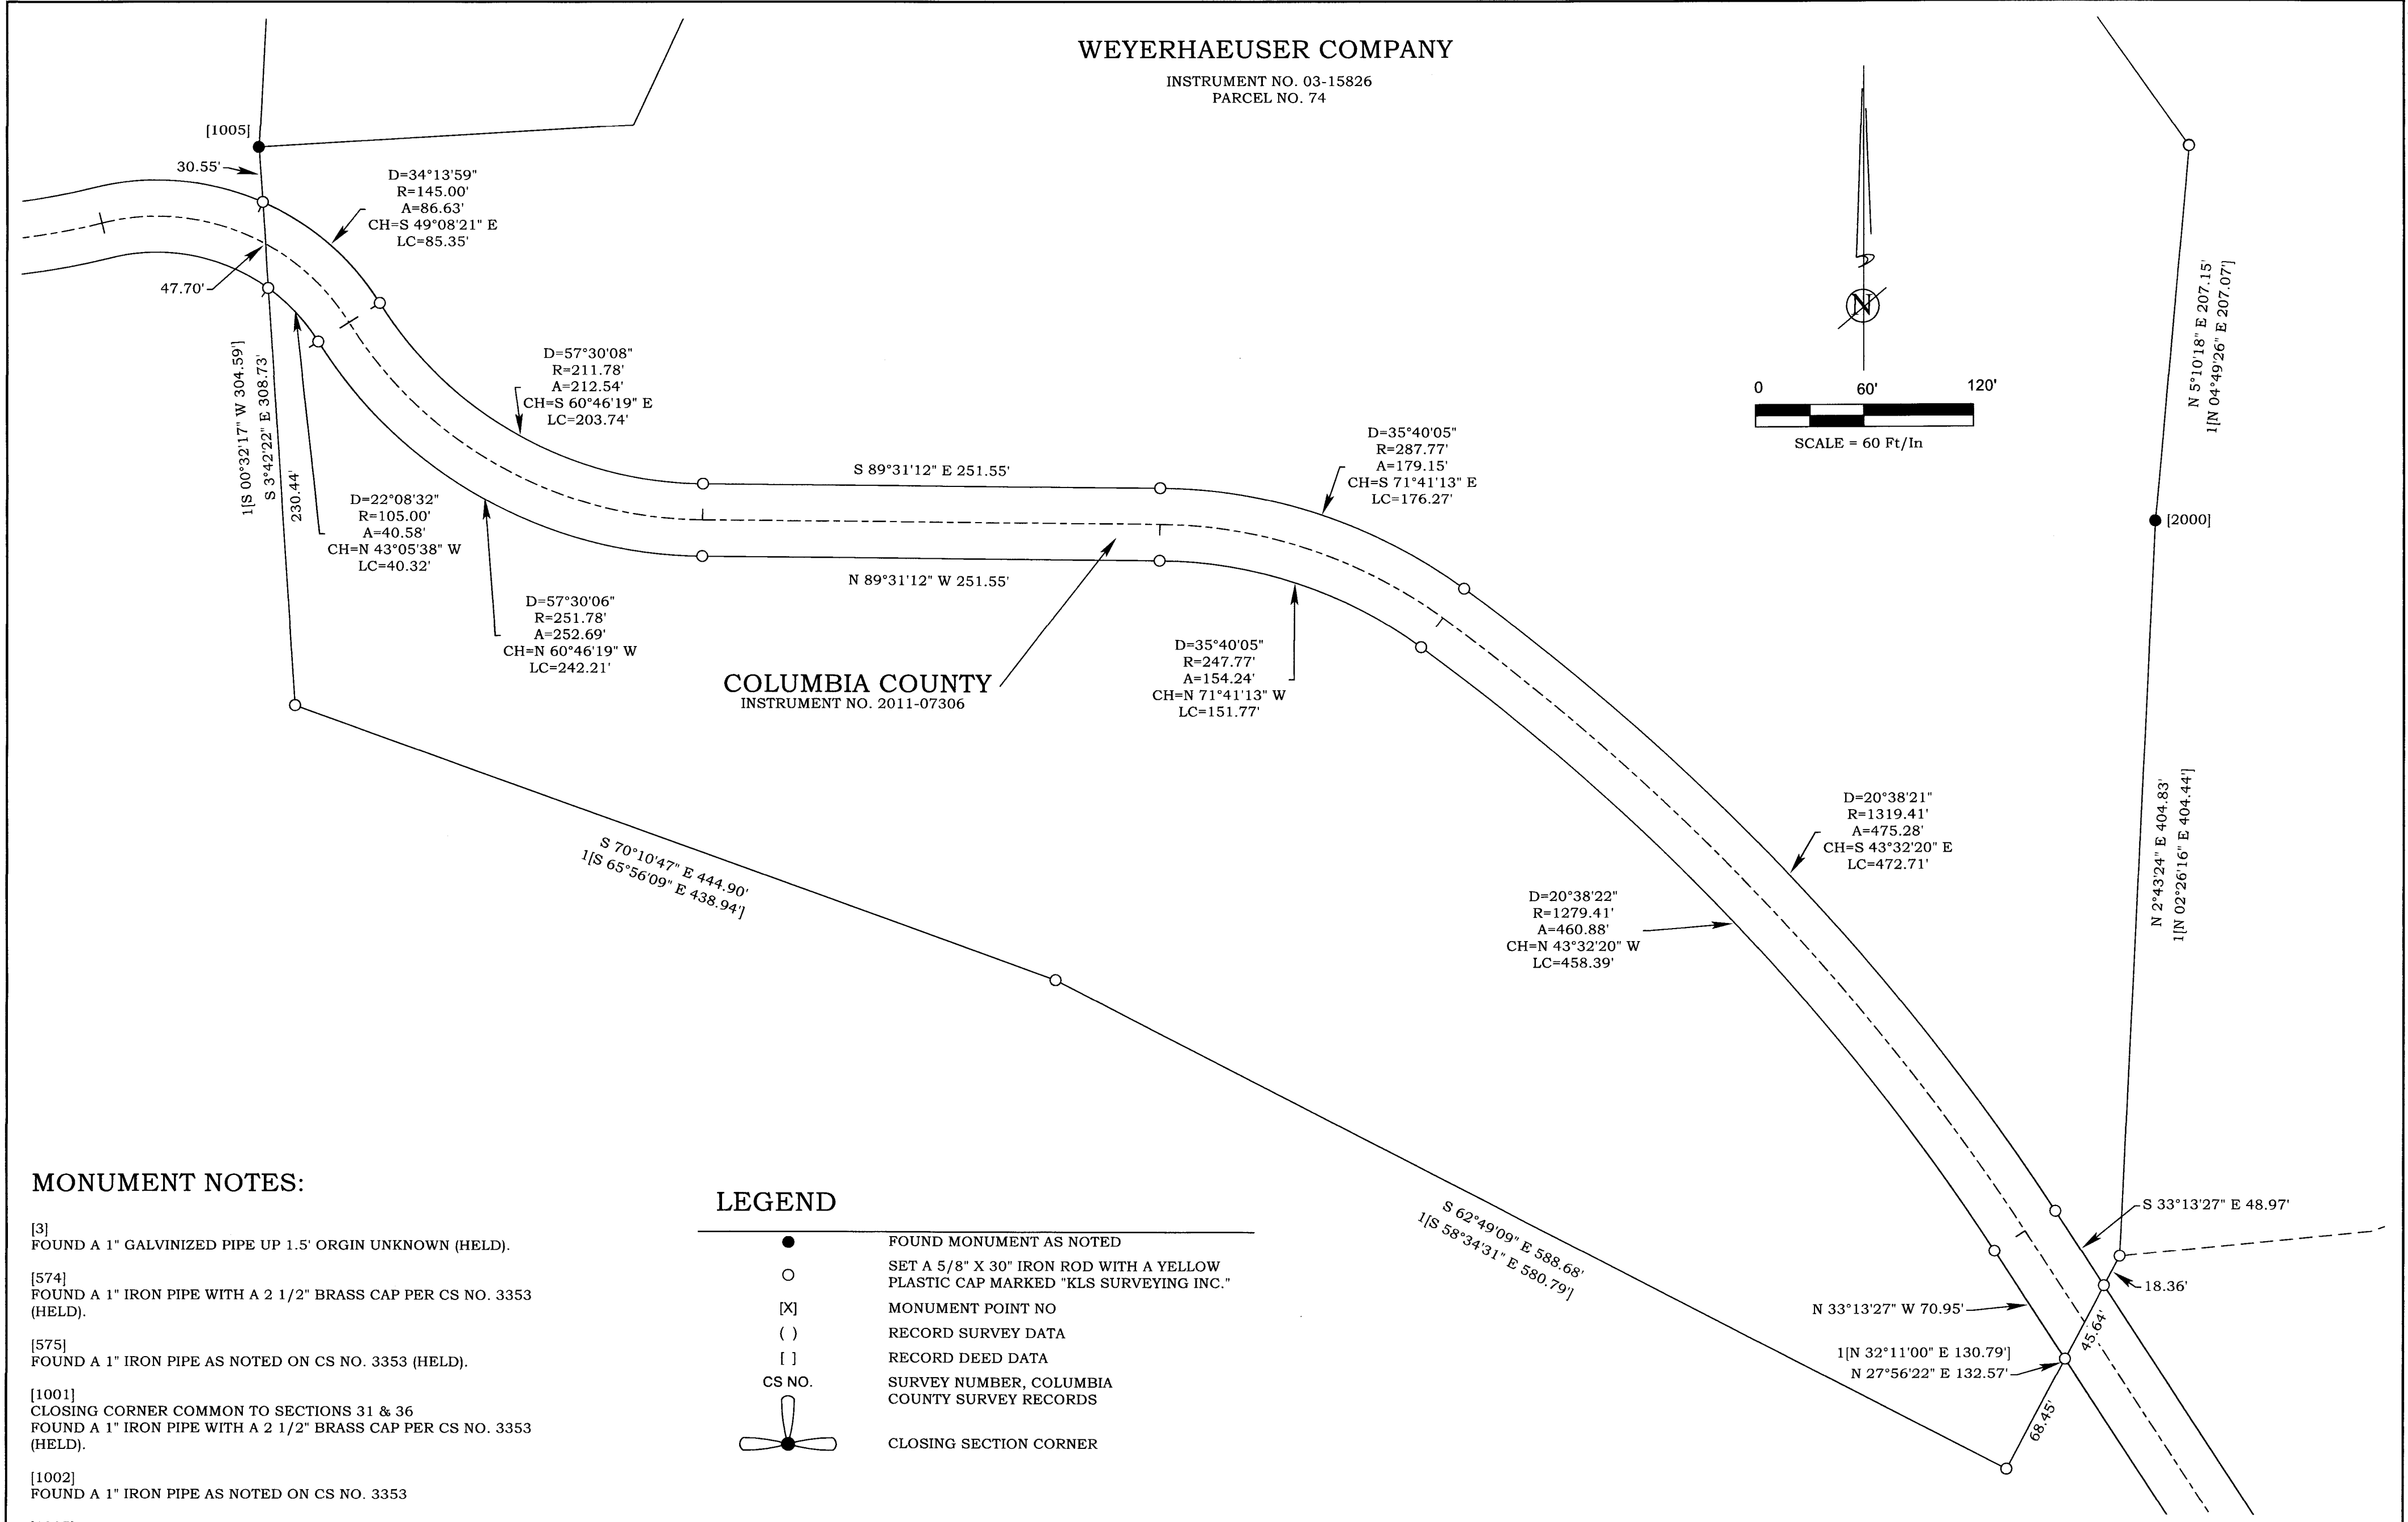 WEYERHAEUSER COMPANY
INSTRUMENT NO. 03-15826
PARCEL NO. 74
[1005]
30.55'
D=34°13'59"
R=145.00'
A=86.63'
CH=S 49°08'21" E
LC=85.35'
47.70'
1[S 00°32'17" W 304.59']
S 3°42'22" E 308.73'
230.44'
D=57°30'08"
R=211.78'
A=212.54'
CH=S 60°46'19" E
LC=203.74'
D=22°08'32"
R=105.00'
A=40.58'
CH=N 43°05'38" W
LC=40.32'
D=57°30'06"
R=251.78'
A=252.69'
CH=N 60°46'19" W
LC=242.21'
S 89°31'12" E 251.55'
N 89°31'12" W 251.55'
COLUMBIA COUNTY
INSTRUMENT NO. 2011-07306
D=35°40'05"
R=287.77'
A=179.15'
CH=S 71°41'13" E
LC=176.27'
D=35°40'05"
R=247.77'
A=154.24'
CH=N 71°41'13" W
LC=151.77'
N
0 60' 120'
SCALE = 60 Ft/In
N 5°10'18" E 207.15'
1[N 04°49'26" E 207.07']
[2000]
N 2°43'24" E 404.83'
1[N 02°26'16" E 404.44']
D=20°38'21"
R=1319.41'
A=475.28'
CH=S 43°32'20" E
LC=472.71'
D=20°38'22"
R=1279.41'
A=460.88'
CH=N 43°32'20" W
LC=458.39'
S 70°10'47" E 444.90'
1[S 65°56'09" E 438.94']
S 62°49'09" E 588.68'
1[S 58°34'31" E 580.79']
S 33°13'27" E 48.97'
18.36'
N 33°13'27" W 70.95'
45.64'
1[N 32°11'00" E 130.79']
N 27°56'22" E 132.57'
68.45'
MONUMENT NOTES:
[3]
FOUND A 1" GALVINIZED PIPE UP 1.5' ORGIN UNKNOWN (HELD).
[574]
FOUND A 1" IRON PIPE WITH A 2 1/2" BRASS CAP PER CS NO. 3353
(HELD).
[575]
FOUND A 1" IRON PIPE AS NOTED ON CS NO. 3353 (HELD).
[1001]
CLOSING CORNER COMMON TO SECTIONS 31 & 36
FOUND A 1" IRON PIPE WITH A 2 1/2" BRASS CAP PER CS NO. 3353
(HELD).
[1002]
FOUND A 1" IRON PIPE AS NOTED ON CS NO. 3353
LEGEND
FOUND MONUMENT AS NOTED
SET A 5/8" X 30" IRON ROD WITH A YELLOW
PLASTIC CAP MARKED "KLS SURVEYING INC."
[X] MONUMENT POINT NO
( ) RECORD SURVEY DATA
[ ] RECORD DEED DATA
CS NO. SURVEY NUMBER, COLUMBIA
COUNTY SURVEY RECORDS
CLOSING SECTION CORNER